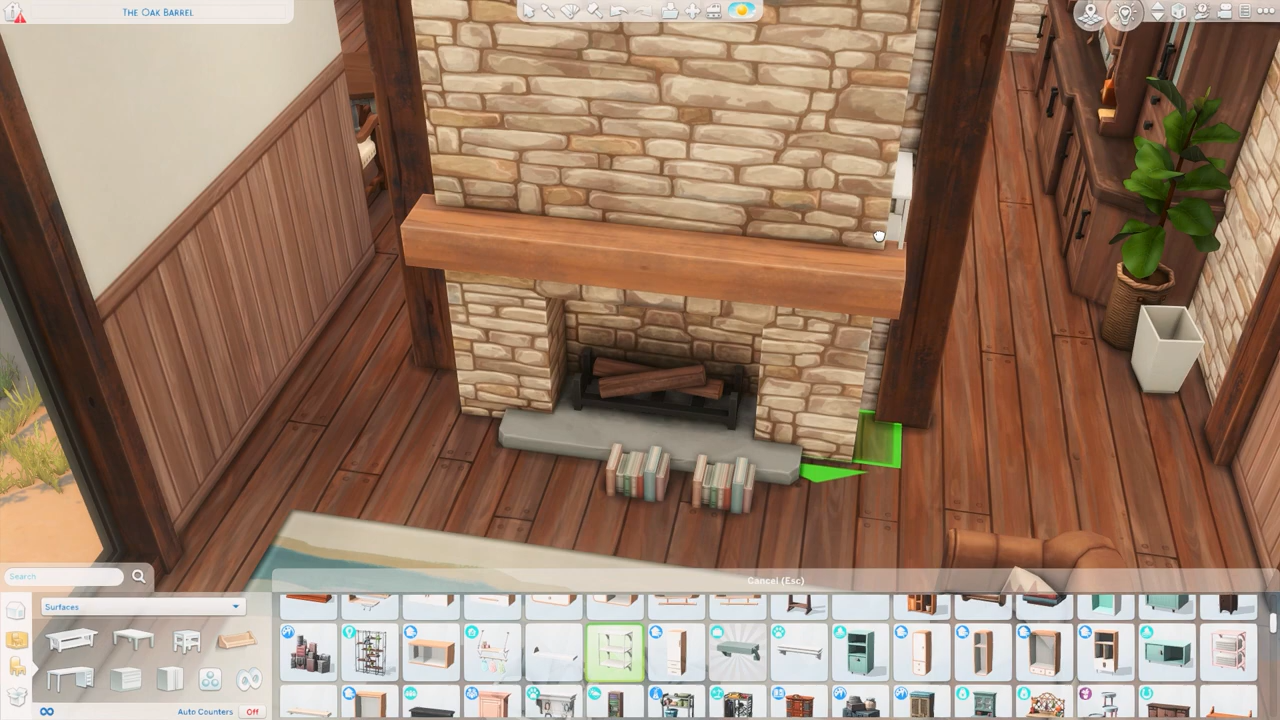 THE OAK BARREL
Cancel (Esc)
Search
Surfaces
Auto Counters
Off